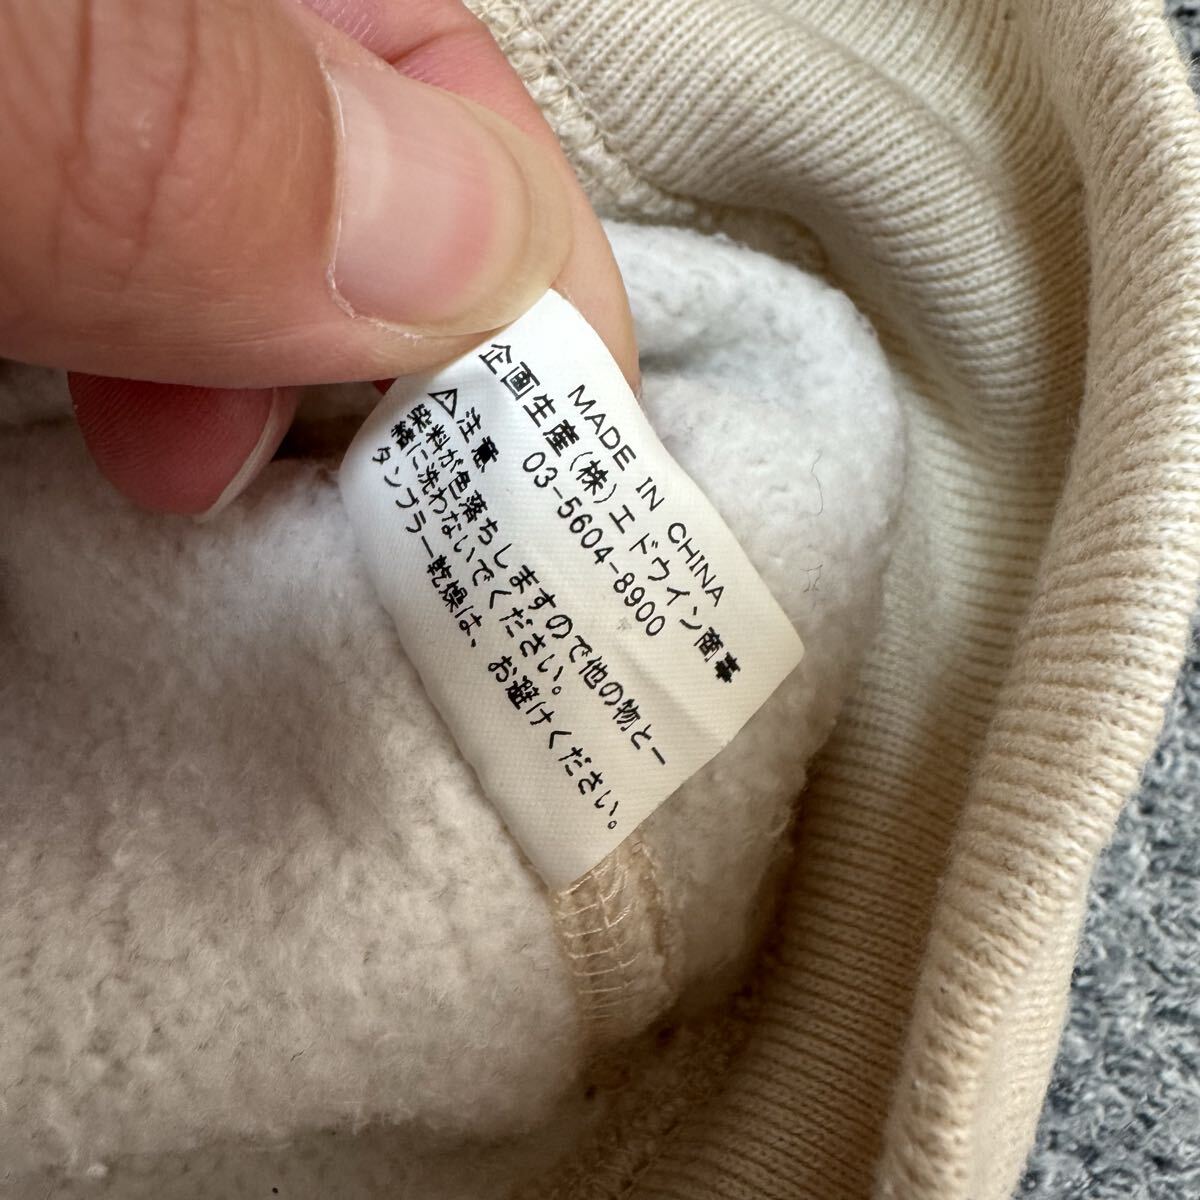 MADE IN CHINA
企画生産(株)エドウイン商事
03-5604-8900
⚠注意
染料が色落ちしますので他の物と一
緒に洗わないでください。
タンブラー乾燥は、お避けください。